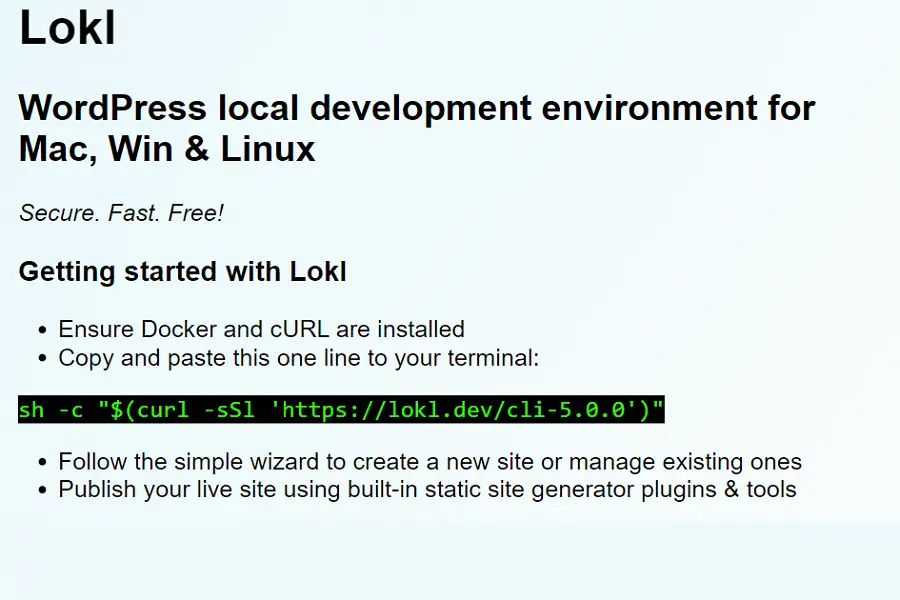 Lokl
WordPress local development environment for
Mac, Win & Linux
Secure. Fast. Free!
Getting started with Lokl
• Ensure Docker and cURL are installed
• Copy and paste this one line to your terminal:
sh -c "$(curl -sSl 'https://lokl.dev/cli-5.0.0')"
• Follow the simple wizard to create a new site or manage existing ones
• Publish your live site using built-in static site generator plugins & tools